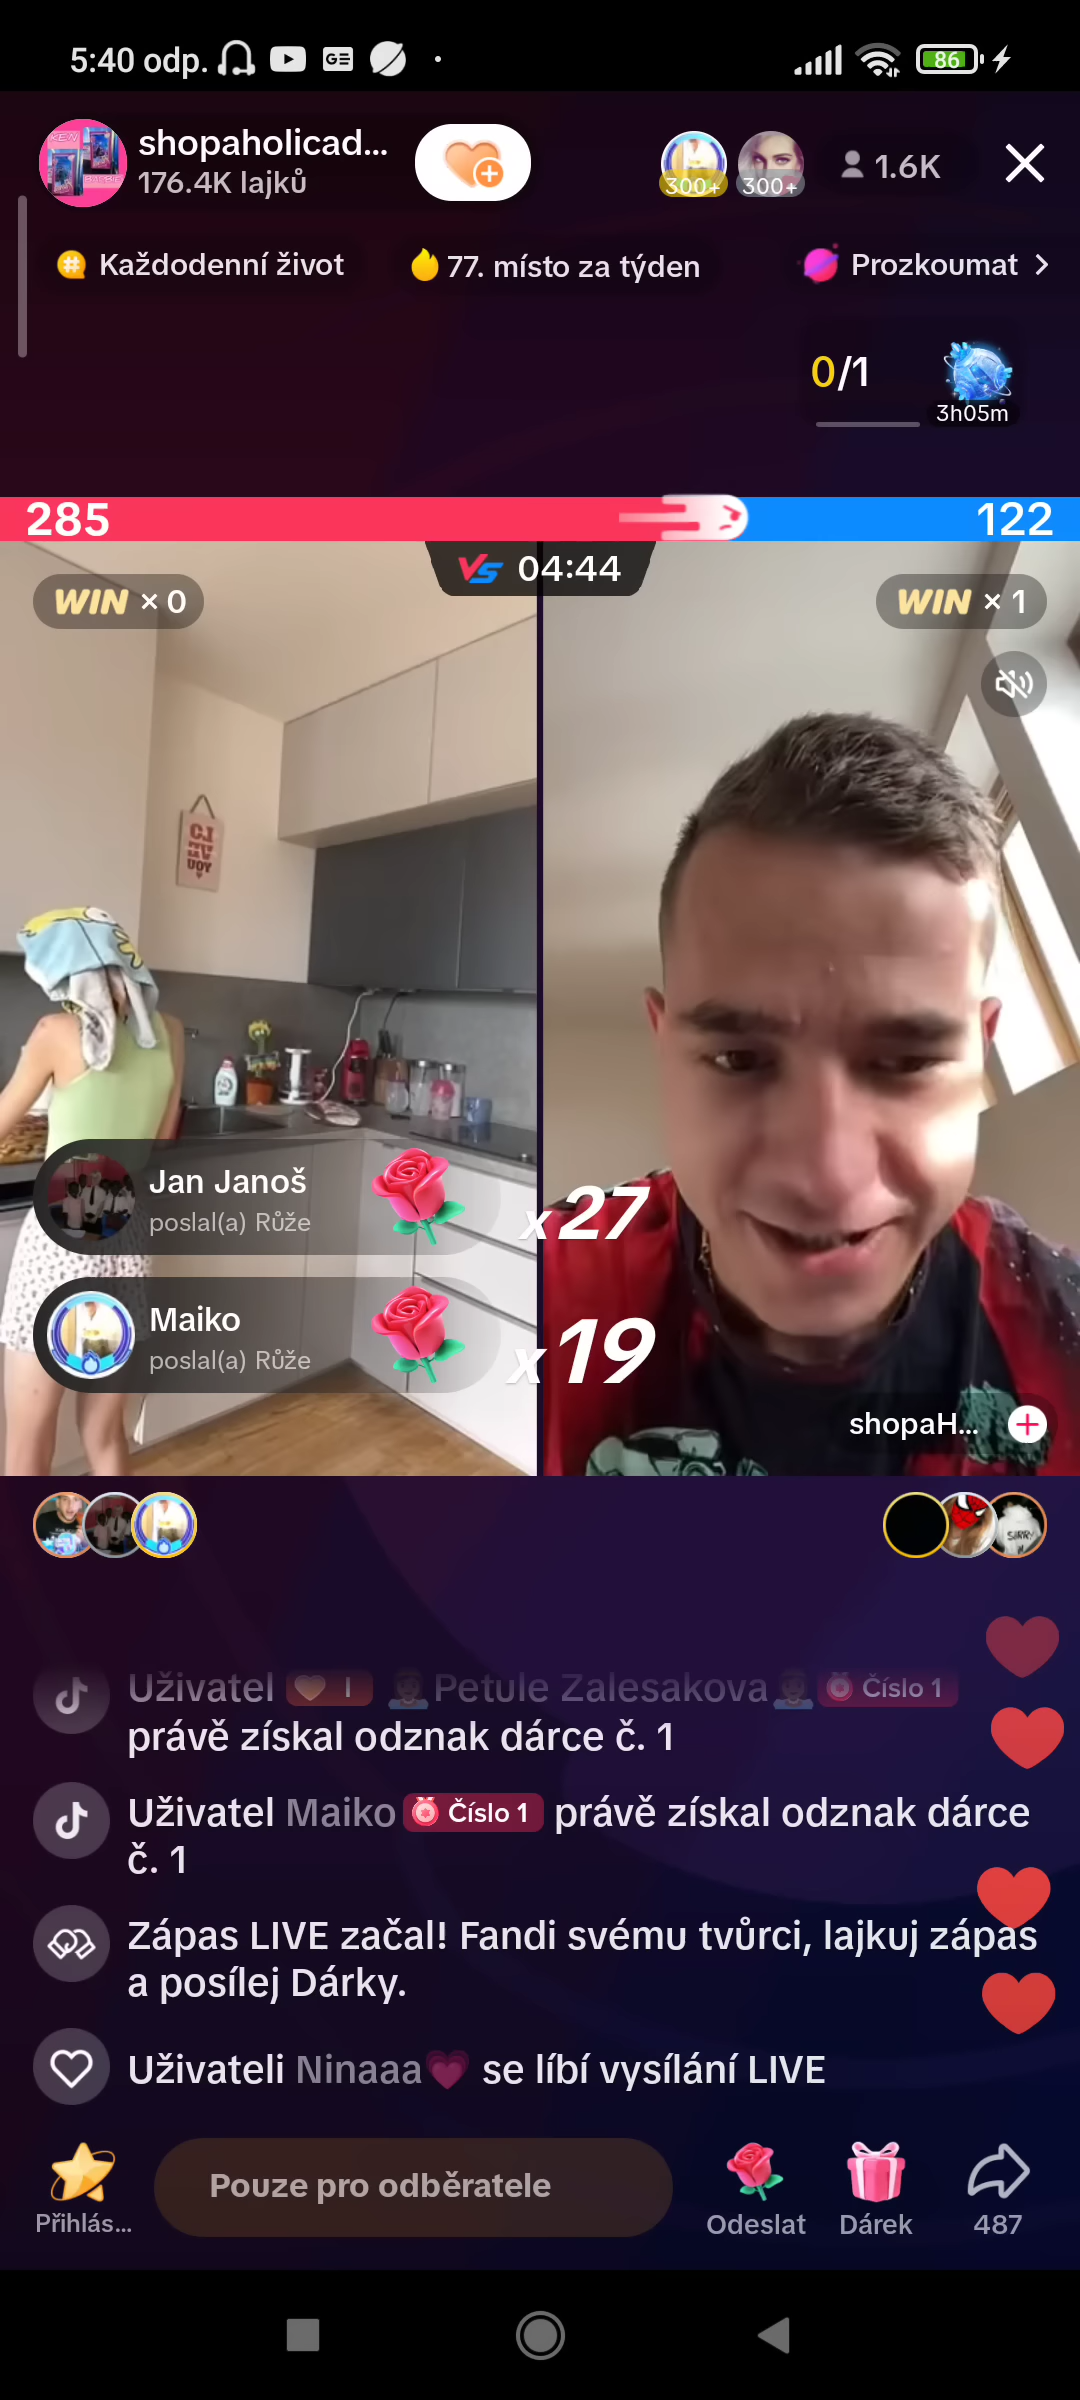 5:40 odp.
GE
86
shopaholicad...
176.4K lajků
300+
300+
1.6K
Každodenní život
77. místo za týden
Prozkoumat
0/1
3h05m
285
122
VS 04:44
WIN × 0
WIN × 1
Jan Janoš
poslal(a) Růže
x27
Maiko
poslal(a) Růže
x19
shopaH...
Uživatel I Petule Zalesakova Číslo 1
právě získal odznak dárce č. 1
Uživatel Maiko Číslo 1 právě získal odznak dárce
č. 1
Zápas LIVE začal! Fandi svému tvůrci, lajkuj zápas
a posílej Dárky.
Uživateli Ninaaa se líbí vysílání LIVE
Přihlás...
Pouze pro odběratele
Odeslat
Dárek
487